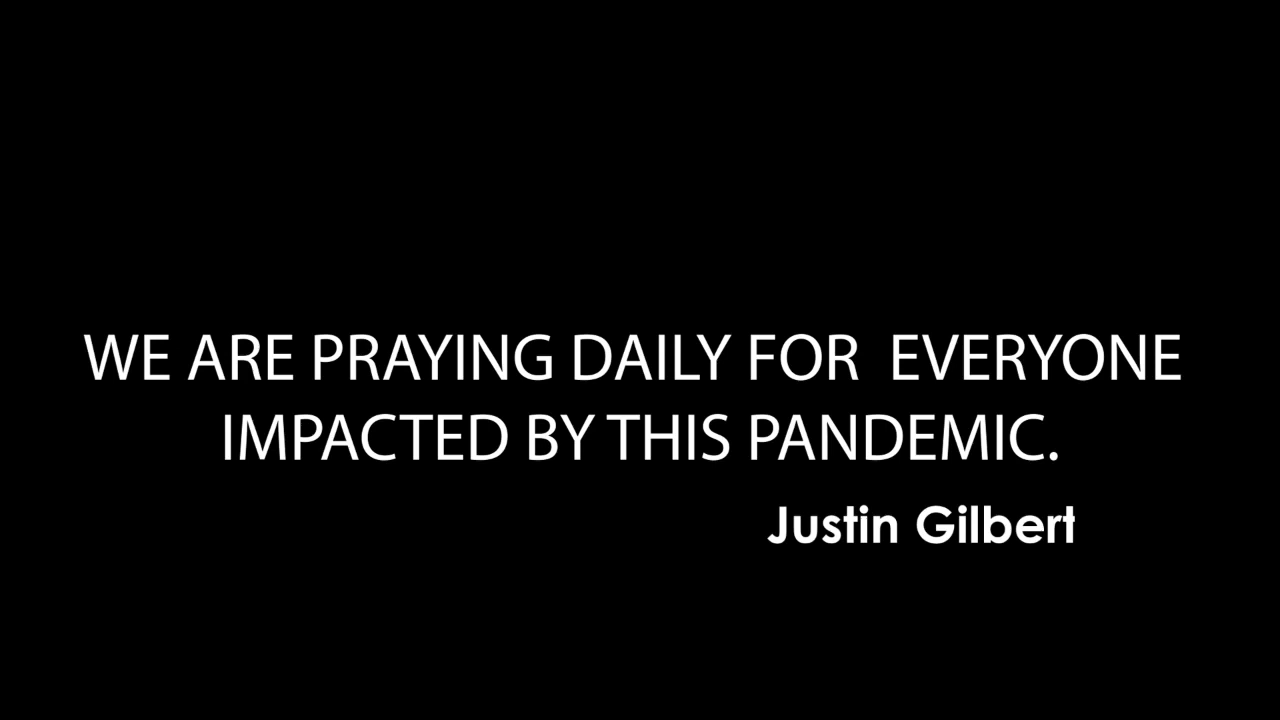 WE ARE PRAYING DAILY FOR  EVERYONE
IMPACTED BY THIS PANDEMIC.
Justin Gilbert